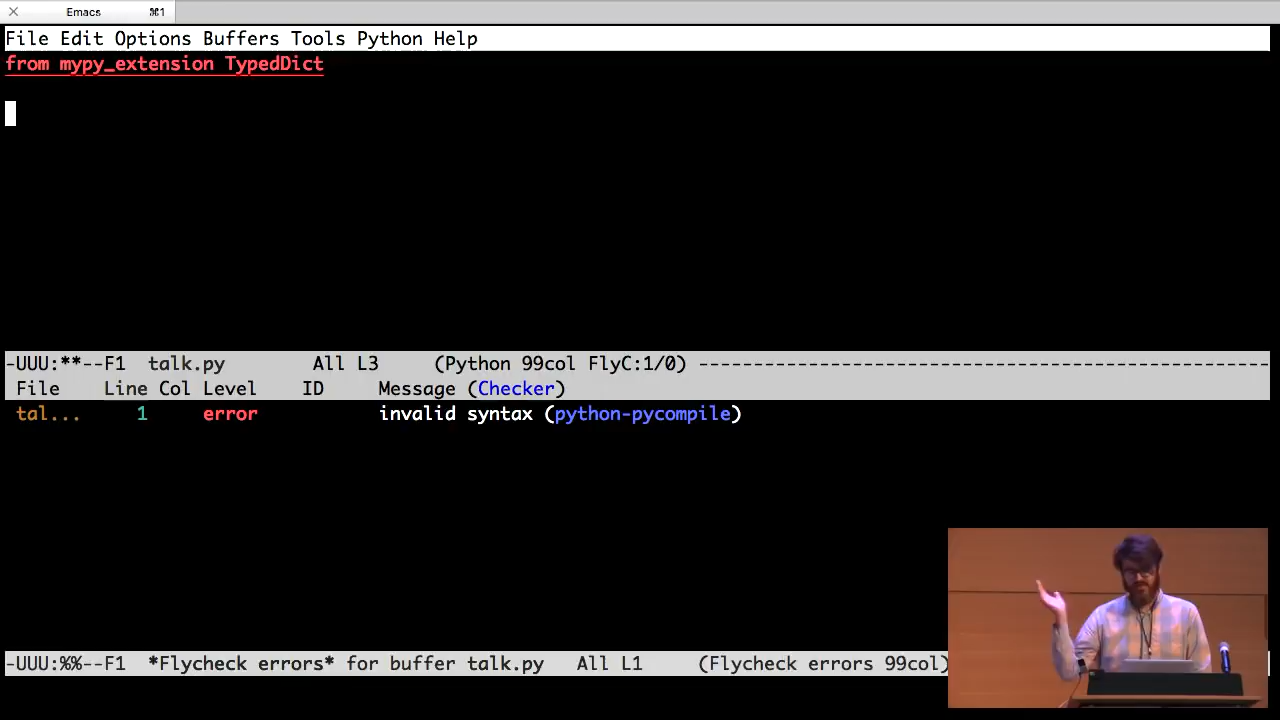 Emacs ⌘1
File Edit Options Buffers Tools Python Help
from mypy_extension TypedDict
-UUU:**--F1 talk.py All L3 (Python 99col FlyC:1/0) ----------------------------------------------------
File Line Col Level ID Message (Checker)
tal... 1 error invalid syntax (python-pycompile)
-UUU:%%--F1 *Flycheck errors* for buffer talk.py All L1 (Flycheck errors 99col)